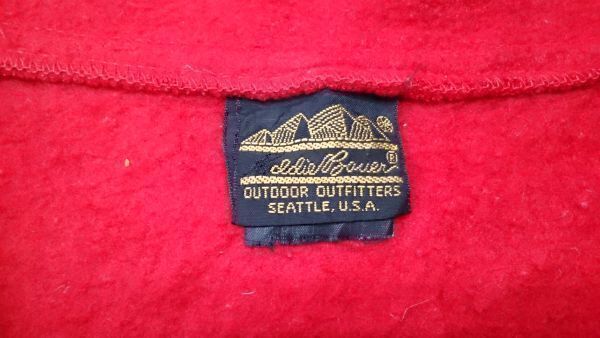 Eddie Bauer ®
OUTDOOR OUTFITTERS
SEATTLE, U.S.A.